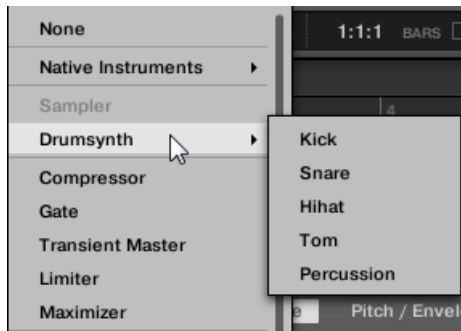 None
1:1:1 BARS
Native Instruments
Sampler
4
Drumsynth
Kick
Snare
Compressor
Hihat
Gate
Tom
Transient Master
Percussion
Limiter
Maximizer
Pitch / Envel